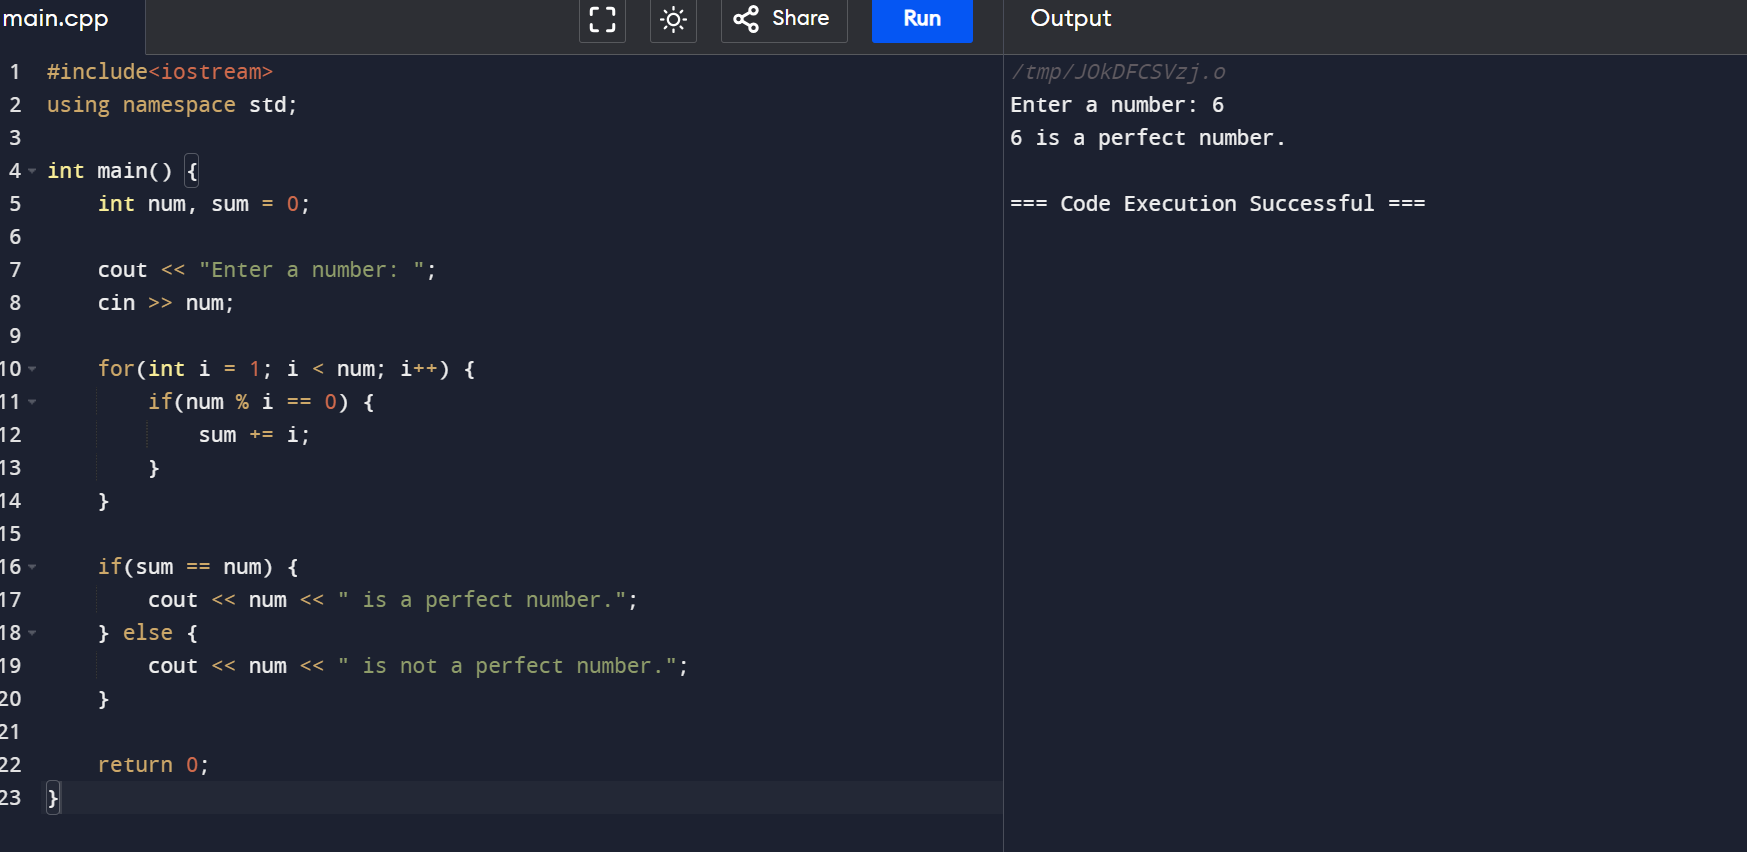 main.cpp
Share
Run
Output
1 #include<iostream>
2 using namespace std;
3
4 int main() {
5     int num, sum = 0;
6
7     cout << "Enter a number: ";
8     cin >> num;
9
10     for(int i = 1; i < num; i++) {
11         if(num % i == 0) {
12             sum += i;
13         }
14     }
15
16     if(sum == num) {
17         cout << num << " is a perfect number.";
18     } else {
19         cout << num << " is not a perfect number.";
20     }
21
22     return 0;
23 }
/tmp/JOkDFCSVzj.o
Enter a number: 6
6 is a perfect number.
=== Code Execution Successful ===